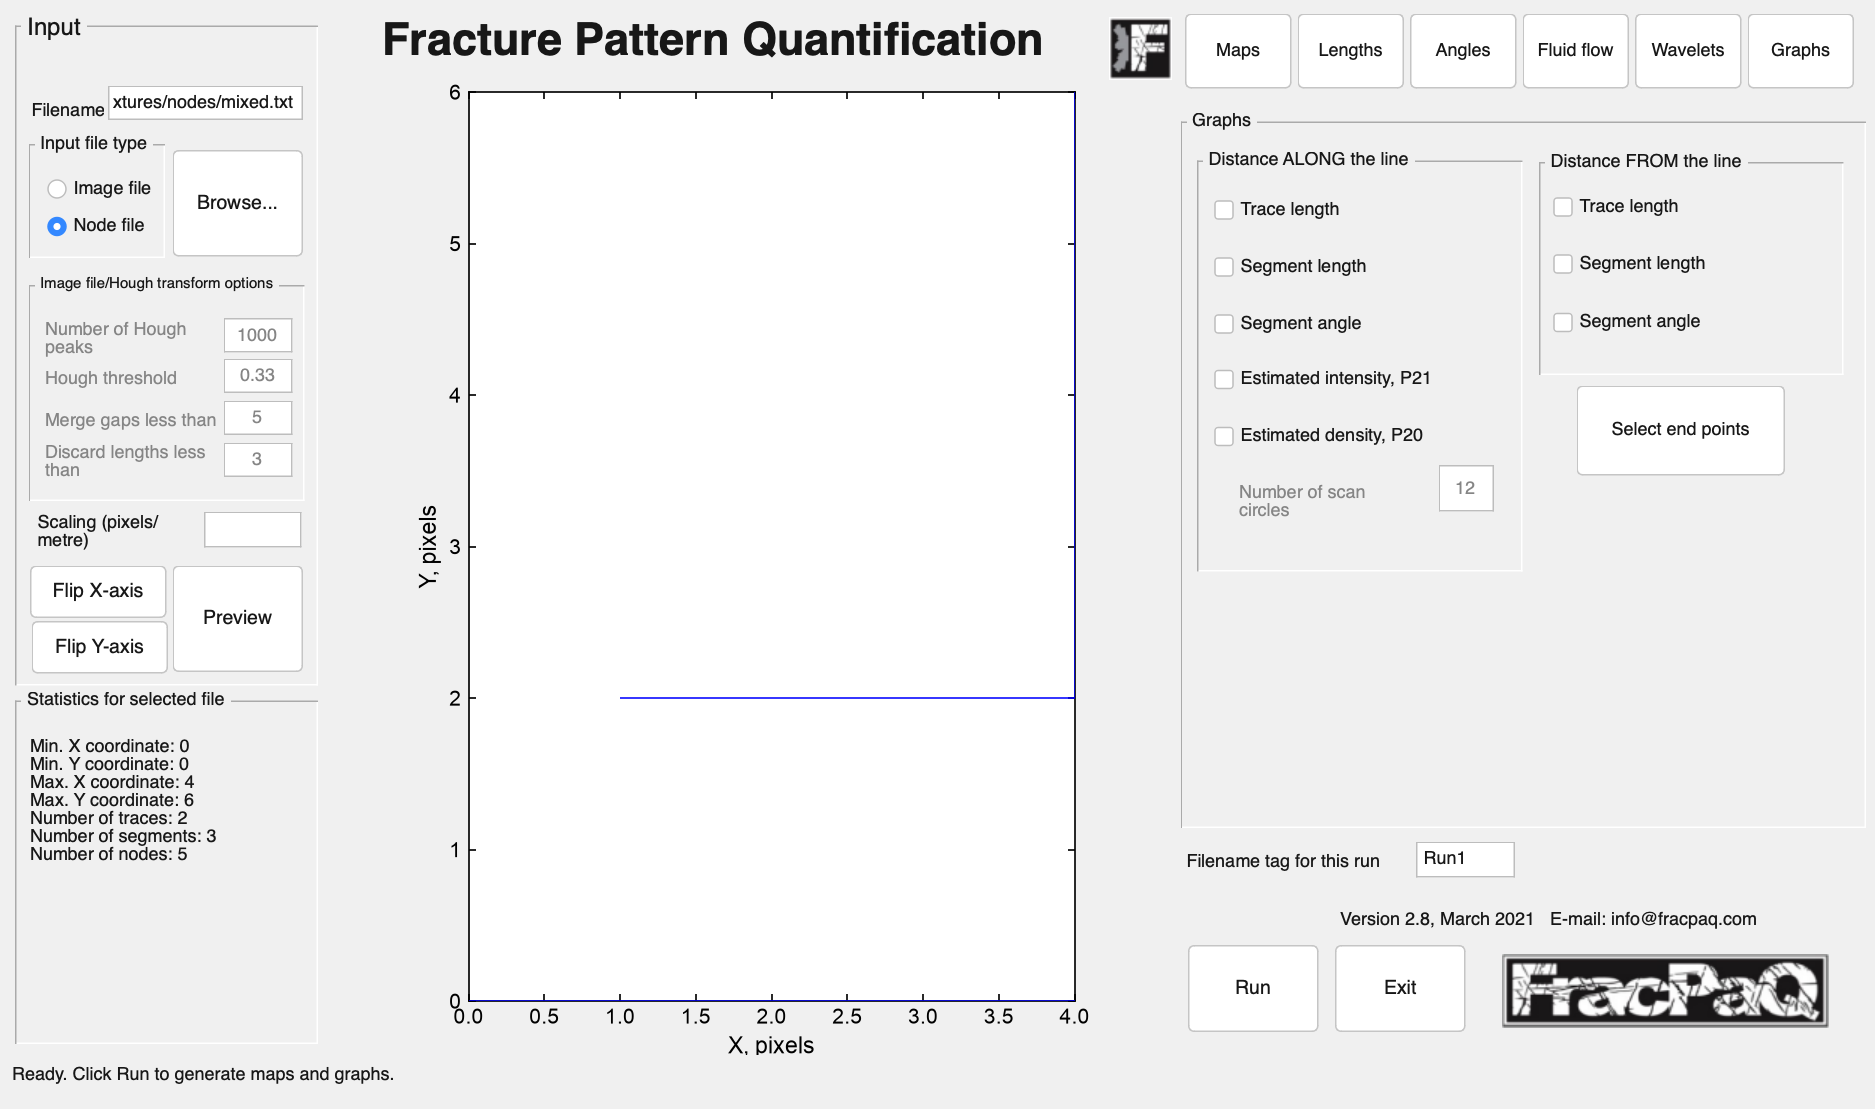 Input
Filename
xtures/nodes/mixed.txt
Input file type
Image file
Node file
Browse...
Image file/Hough transform options
Number of Hough
peaks
1000
Hough threshold
0.33
Merge gaps less than
5
Discard lengths less
than
3
Scaling (pixels/
metre)
Flip X-axis
Flip Y-axis
Preview
Statistics for selected file
Min. X coordinate: 0
Min. Y coordinate: 0
Max. X coordinate: 4
Max. Y coordinate: 6
Number of traces: 2
Number of segments: 3
Number of nodes: 5
Ready. Click Run to generate maps and graphs.
Fracture Pattern Quantification
6
5
4
3
2
1
0
Y, pixels
0.0 0.5 1.0 1.5 2.0 2.5 3.0 3.5 4.0
X, pixels
F
Maps
Lengths
Angles
Fluid flow
Wavelets
Graphs
Graphs
Distance ALONG the line
Trace length
Segment length
Segment angle
Estimated intensity, P21
Estimated density, P20
Number of scan
circles
12
Distance FROM the line
Trace length
Segment length
Segment angle
Select end points
Filename tag for this run
Run1
Version 2.8, March 2021 E-mail: info@fracpaq.com
Run
Exit
FracPaQ